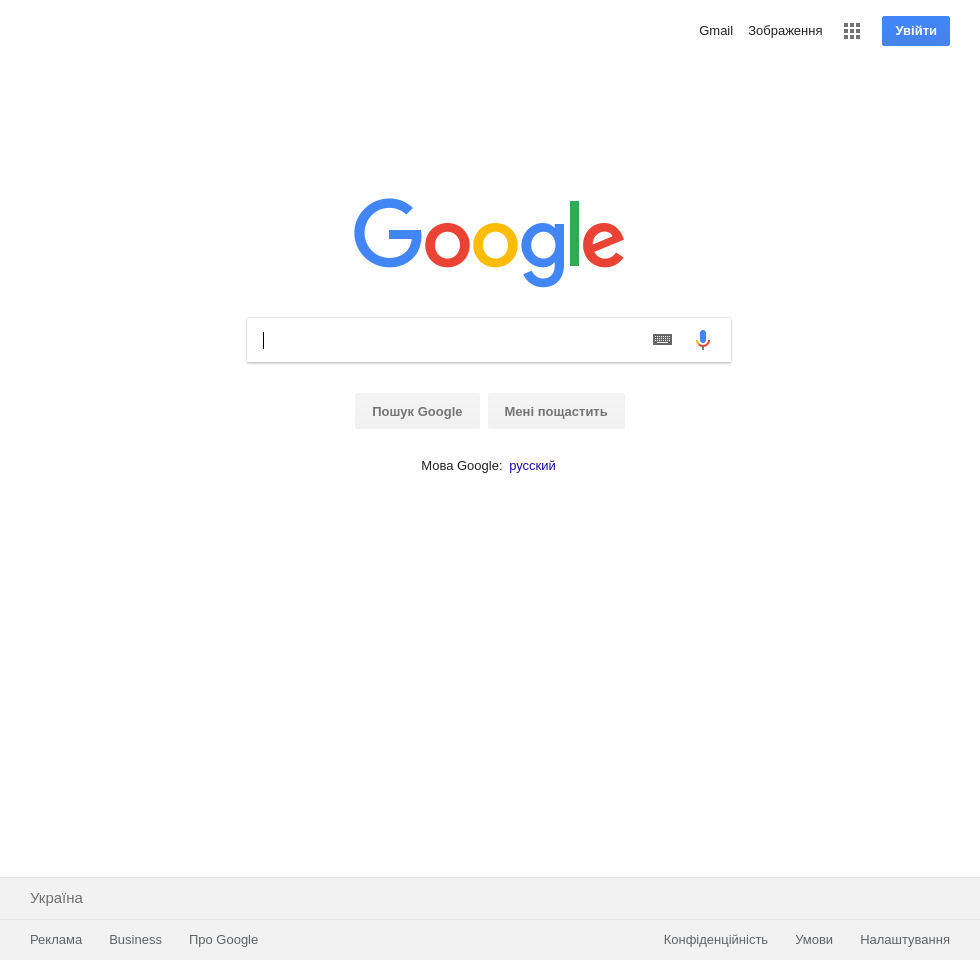 Gmail Зображення Увійти
Google
Пошук Google Мені пощастить
Мова Google: русский
Україна
Реклама Business Про Google Конфіденційність Умови Налаштування